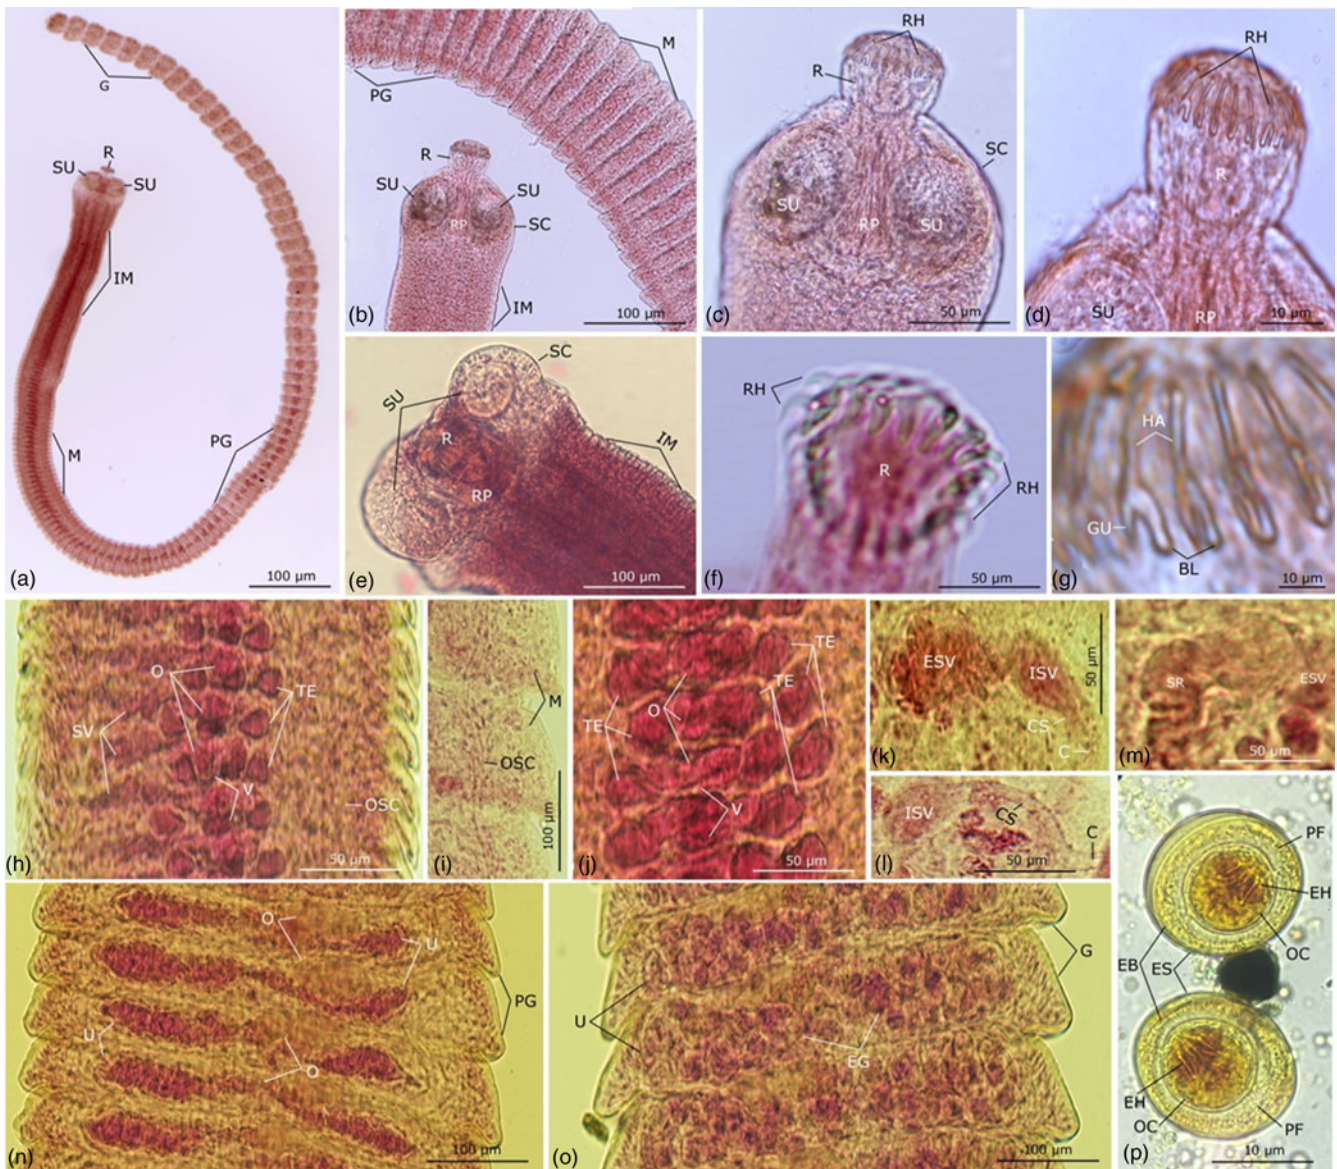 G
R
SU
SU
IM
M
PG
(a)
100 µm
M
PG
R
SU
SU
RP
SC
IM
(b)
100 µm
RH
R
SC
SU
RP
SU
(c)
50 µm
RH
R
SU
RP
(d)
10 µm
SC
SU
R
IM
RP
(e)
100 µm
RH
R
RH
(f)
50 µm
HA
GU
BL
(g)
10 µm
O
TE
SV
V
OSC
(h)
50 µm
M
OSC
(i)
100 µm
TE
TE
TE
O
TE
V
(j)
50 µm
ESV
ISV
CS
C
(k)
50 µm
ISV
CS
C
(l)
50 µm
SR
ESV
(m)
50 µm
O
U
PG
U
O
(n)
100 µm
G
U
EG
(o)
100 µm
PF
EH
OC
EB
ES
EH
OC
PF
(p)
10 µm